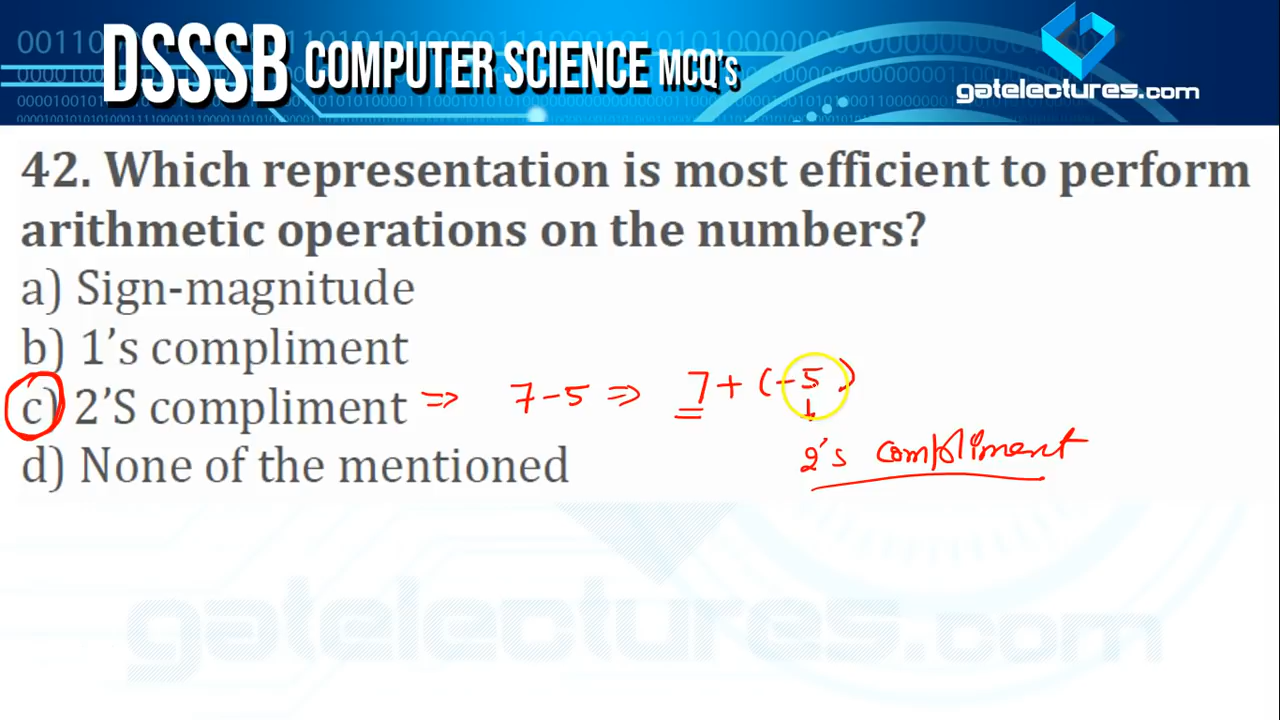 DSSSB COMPUTER SCIENCE MCQ's
gatelectures.com
42. Which representation is most efficient to perform
arithmetic operations on the numbers?
a) Sign-magnitude
b) 1's compliment
c) 2'S compliment ⇒ 7-5 ⇒ 7+(-5)
2's compliment
d) None of the mentioned
gatelectures.com